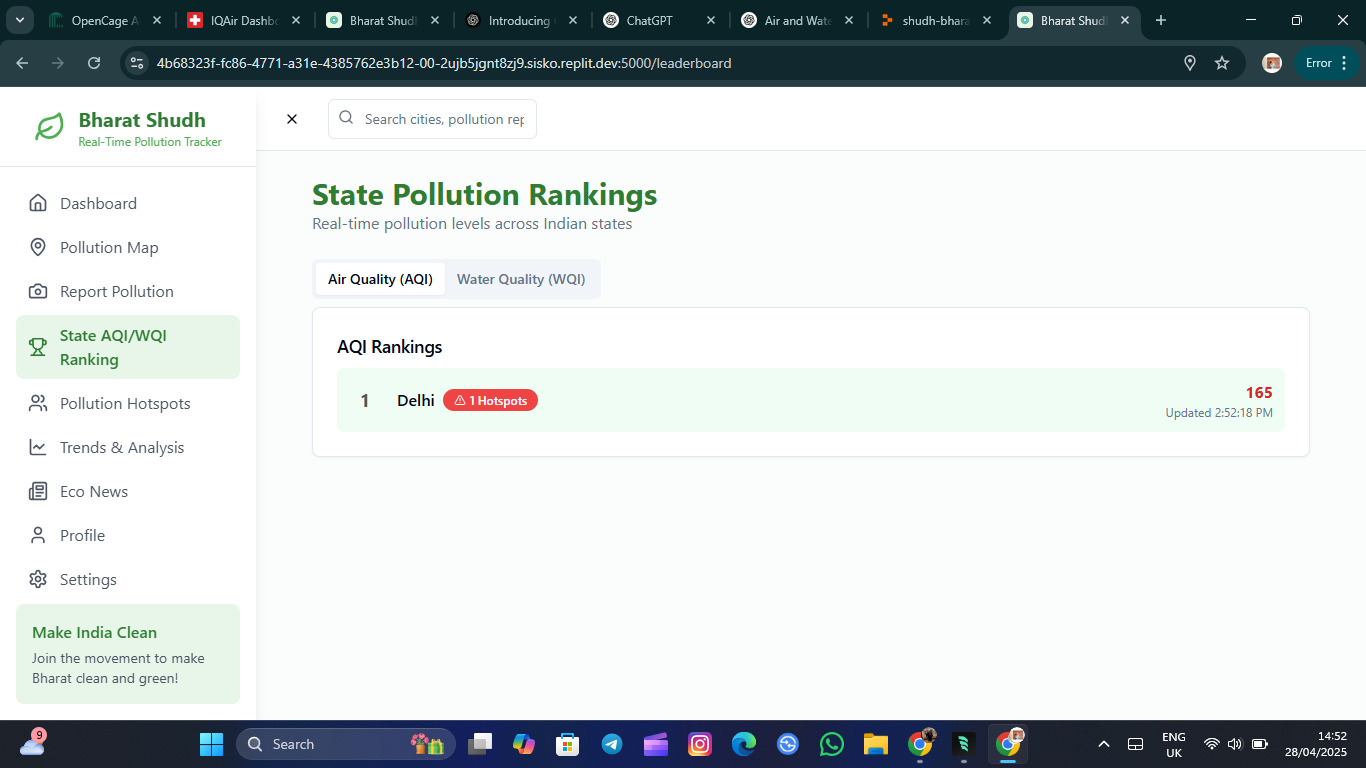 OpenCage A
IQAir Dashbo
Bharat Shudh
Introducing
ChatGPT
Air and Wate
shudh-bhara
Bharat Shudh
4b68323f-fc86-4771-a31e-4385762e3b12-00-2ujb5jgnt8zj9.sisko.replit.dev:5000/leaderboard
Error
Bharat Shudh
Real-Time Pollution Tracker
Search cities, pollution rep
Dashboard
Pollution Map
Report Pollution
State AQI/WQI
Ranking
Pollution Hotspots
Trends & Analysis
Eco News
Profile
Settings
Make India Clean
Join the movement to make
Bharat clean and green!
State Pollution Rankings
Real-time pollution levels across Indian states
Air Quality (AQI)
Water Quality (WQI)
AQI Rankings
1 Delhi 1 Hotspots 165
Updated 2:52:18 PM
9
Search
ENG
UK
14:52
28/04/2025